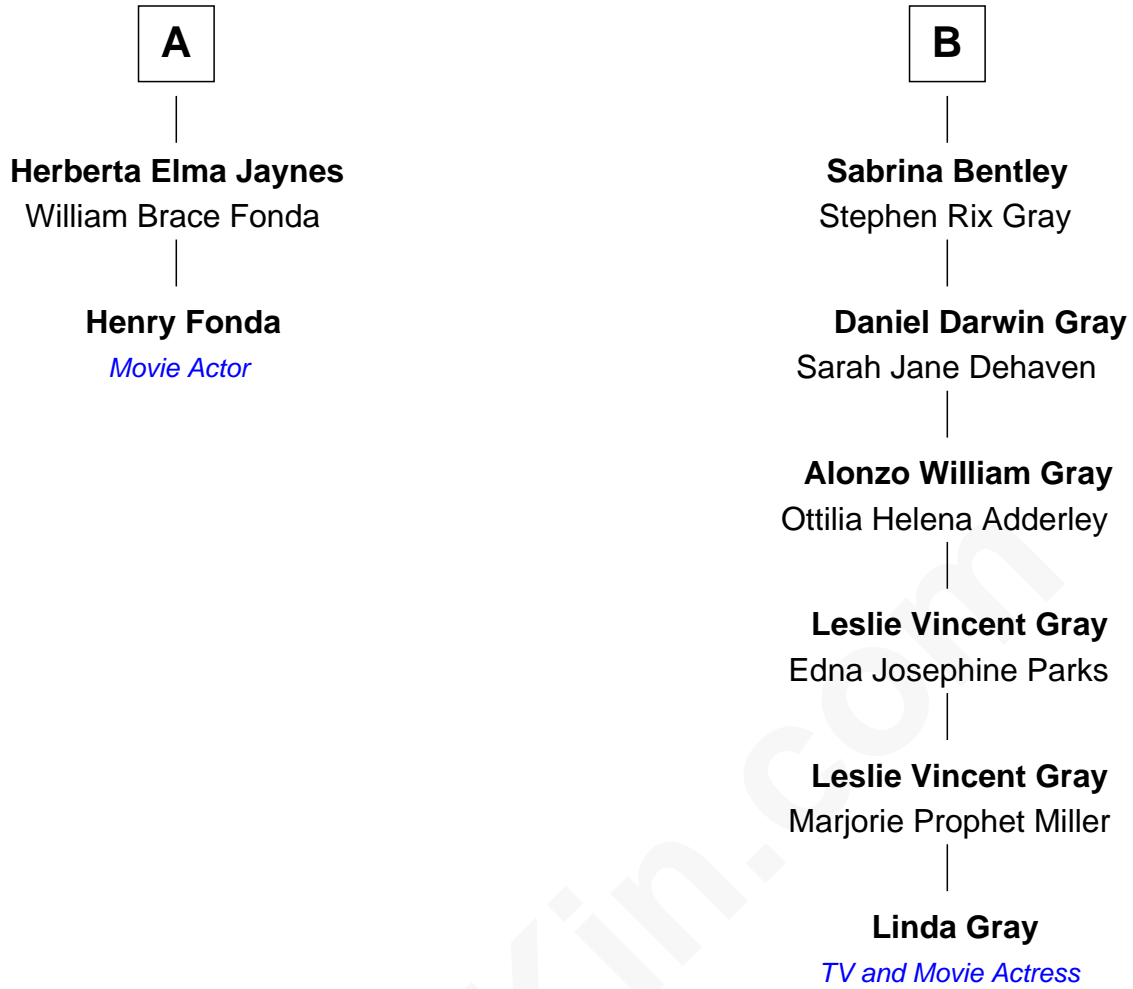 A
Herberta Elma Jaynes
William Brace Fonda
Henry Fonda
Movie Actor
B
Sabrina Bentley
Stephen Rix Gray
Daniel Darwin Gray
Sarah Jane Dehaven
Alonzo William Gray
Ottilia Helena Adderley
Leslie Vincent Gray
Edna Josephine Parks
Leslie Vincent Gray
Marjorie Prophet Miller
Linda Gray
TV and Movie Actress